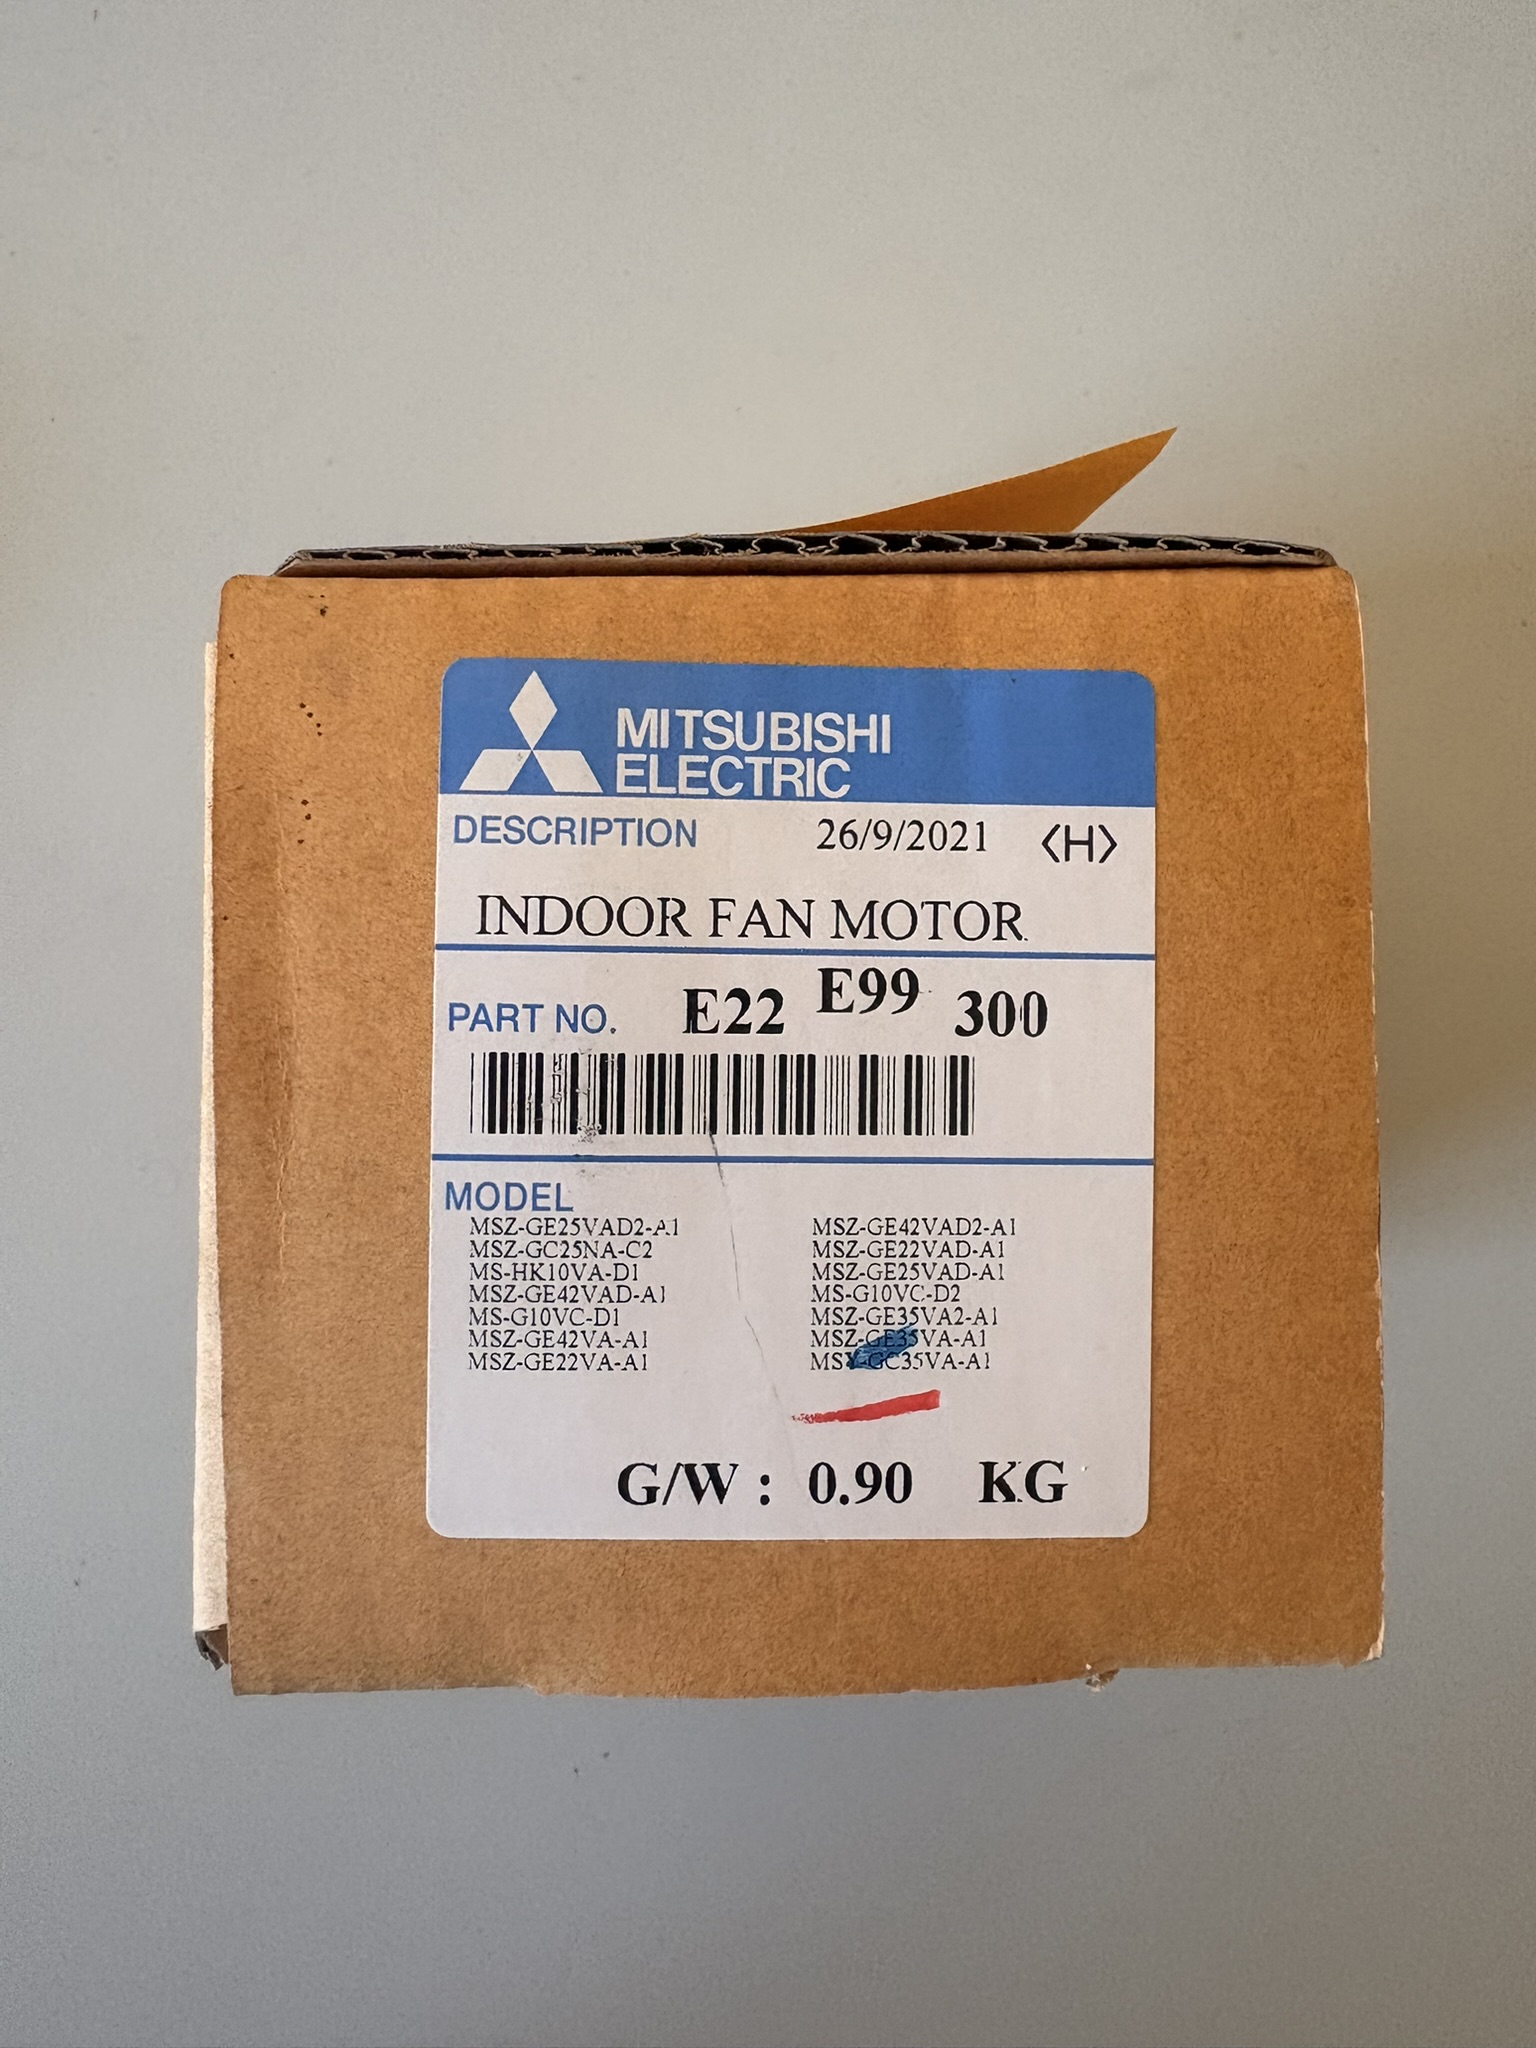 MITSUBISHI
ELECTRIC
DESCRIPTION 26/9/2021 <H>
INDOOR FAN MOTOR
PART NO. E22 E99 300
MODEL
MSZ-GE25VAD2-A1 MSZ-GE42VAD2-A1
MSZ-GC25NA-C2 MSZ-GE22VAD-A1
MS-HK10VA-D1 MSZ-GE25VAD-A1
MSZ-GE42VAD-A1 MS-G10VC-D2
MS-G10VC-D1 MSZ-GE35VA2-A1
MSZ-GE42VA-A1 MSZ-GE35VA-A1
MSZ-GE22VA-A1 MSY-GC35VA-A1
G/W : 0.90 KG